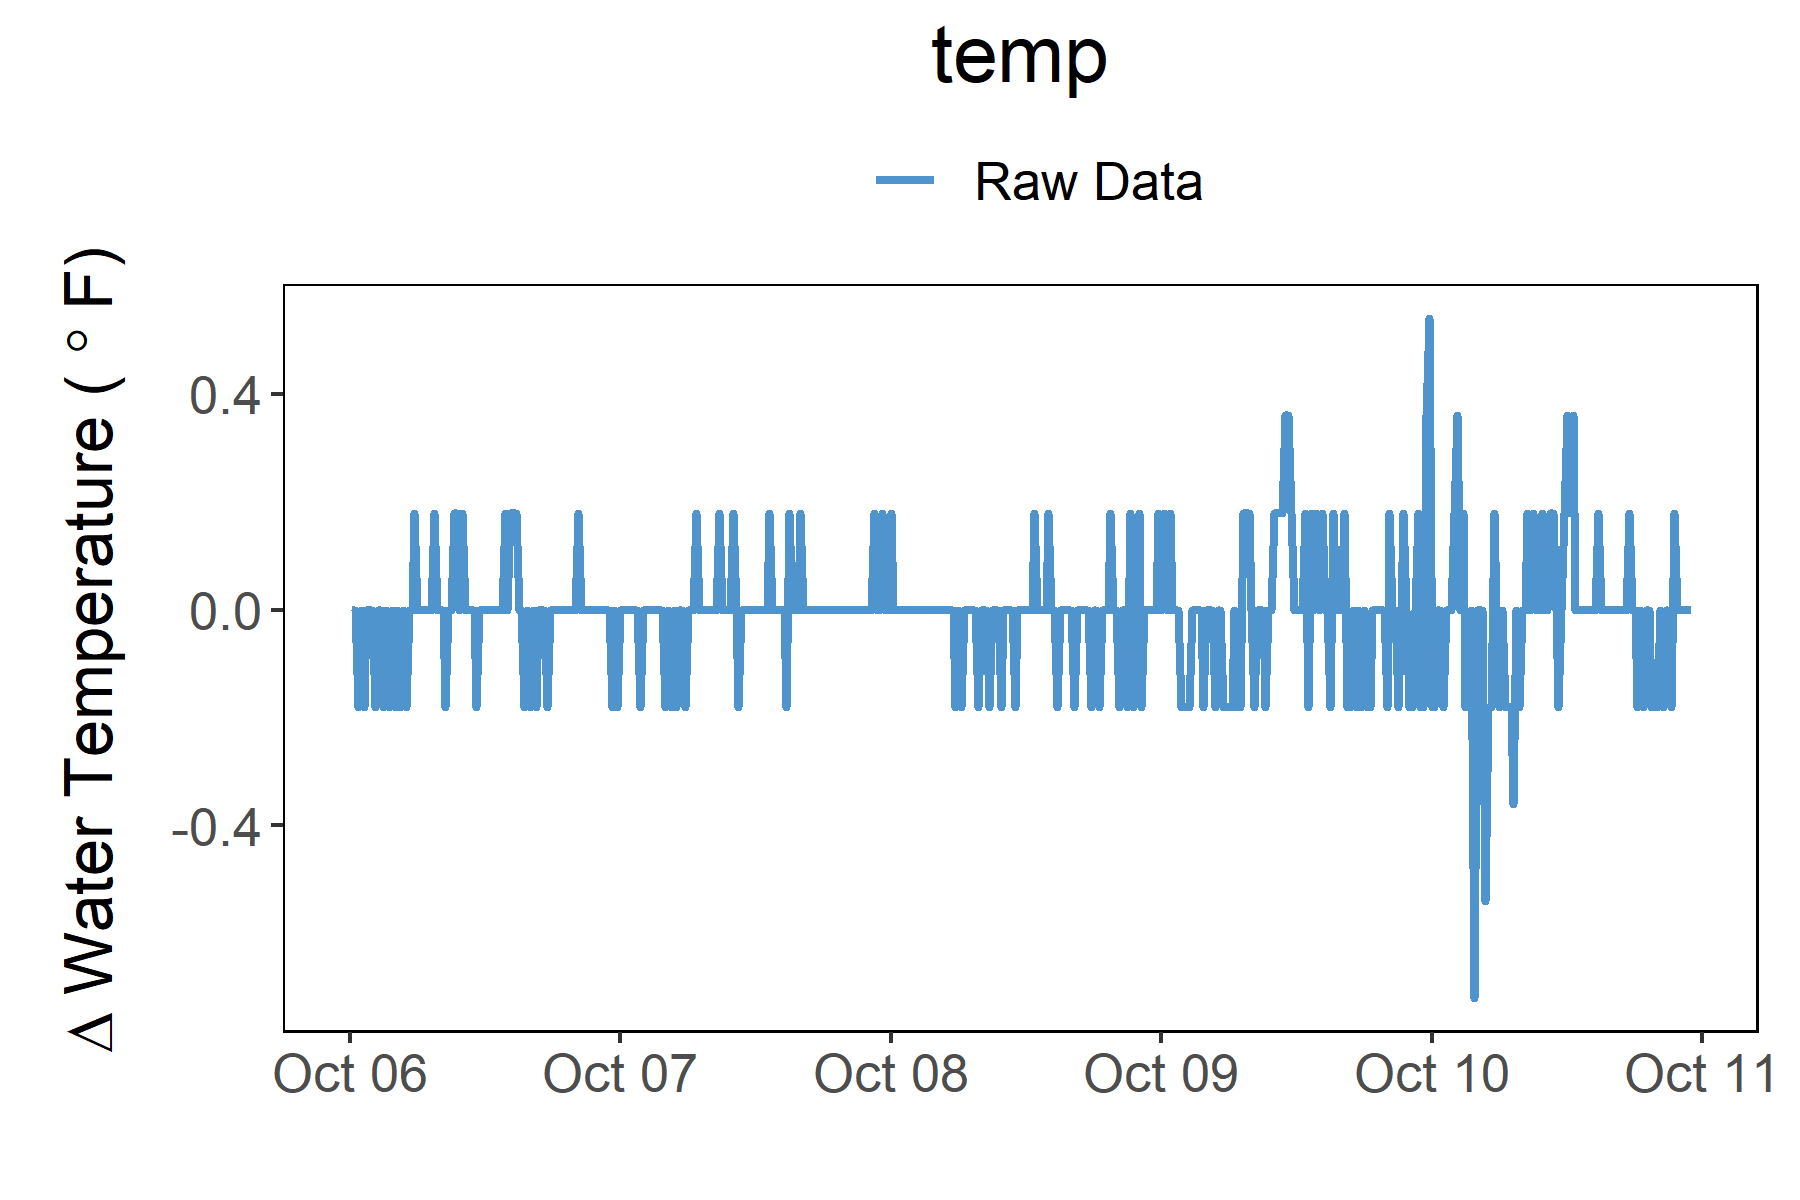 temp
Raw Data
Δ Water Temperature ( ° F)
0.4
0.0
-0.4
Oct 06
Oct 07
Oct 08
Oct 09
Oct 10
Oct 11